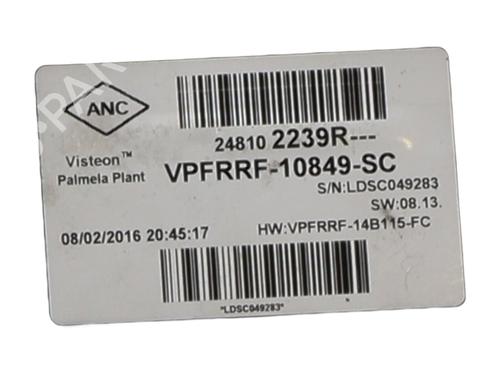 ANC
24810 2239R---
Visteon™
Palmela Plant
VPFRRF-10849-SC
S/N:LDSC049283
SW:08.13.
08/02/2016 20:45:17
HW:VPFRRF-14B115-FC
"LDSC049283"